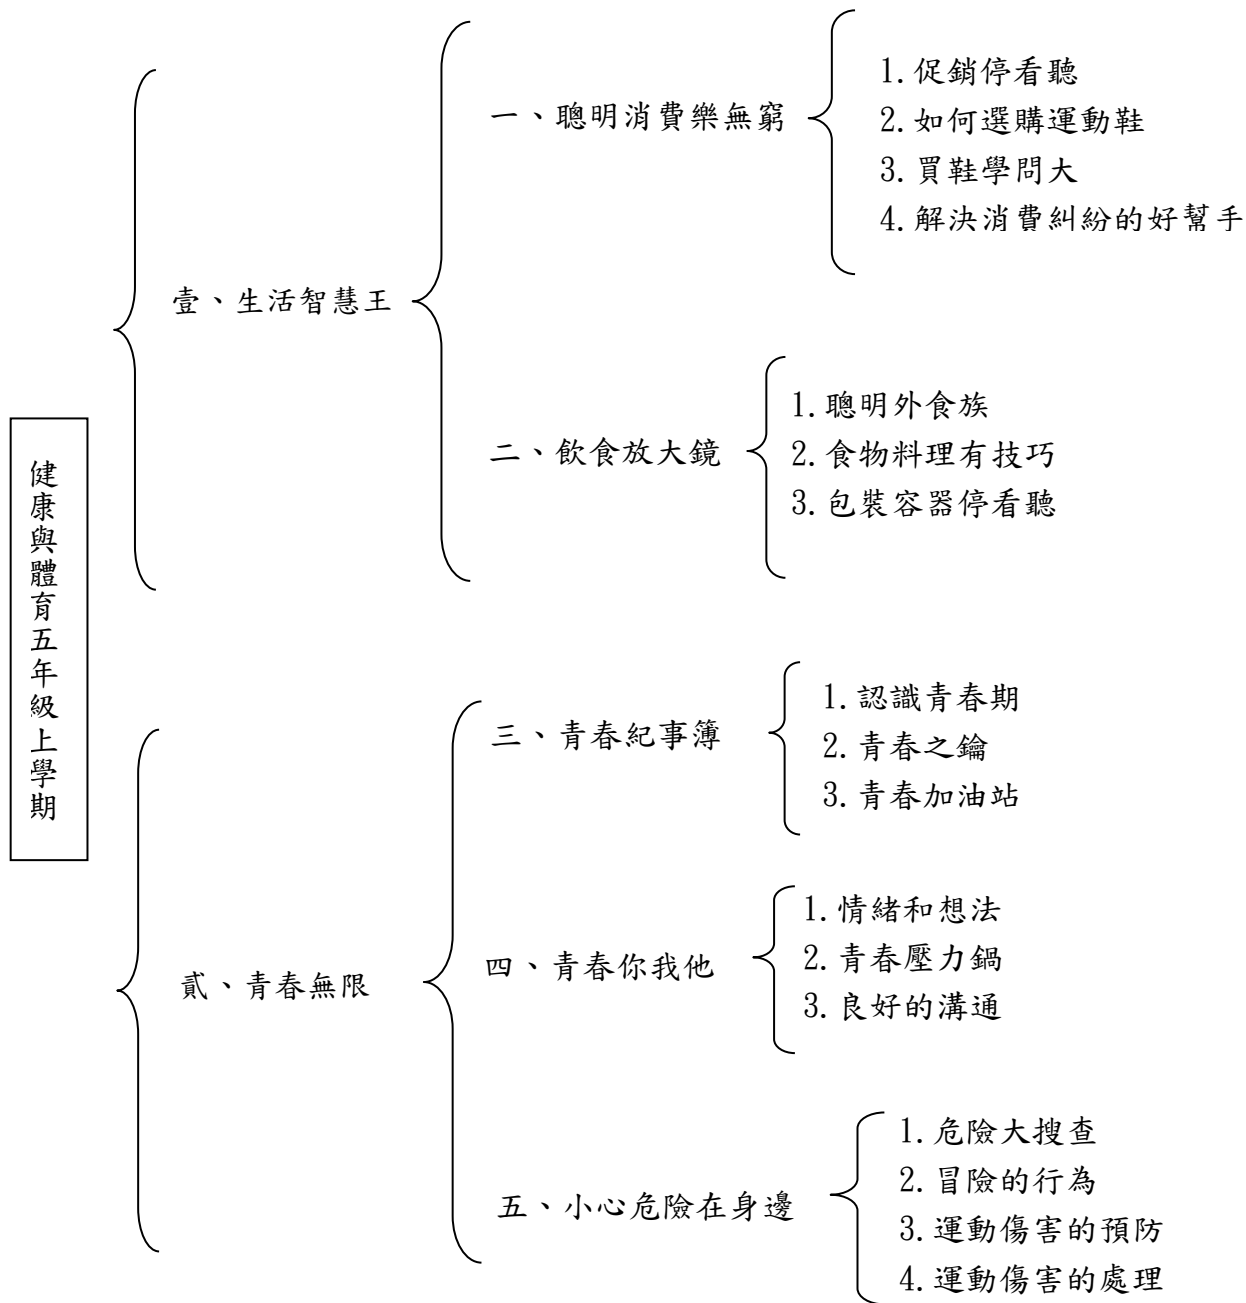 健康與體育五年級上學期
壹、生活智慧王
一、聰明消費樂無窮
1.促銷停看聽
2.如何選購運動鞋
3.買鞋學問大
4.解決消費糾紛的好幫手
二、飲食放大鏡
1.聰明外食族
2.食物料理有技巧
3.包裝容器停看聽
貳、青春無限
三、青春紀事簿
1.認識青春期
2.青春之鑰
3.青春加油站
四、青春你我他
1.情緒和想法
2.青春壓力鍋
3.良好的溝通
五、小心危險在身邊
1.危險大搜查
2.冒險的行為
3.運動傷害的預防
4.運動傷害的處理